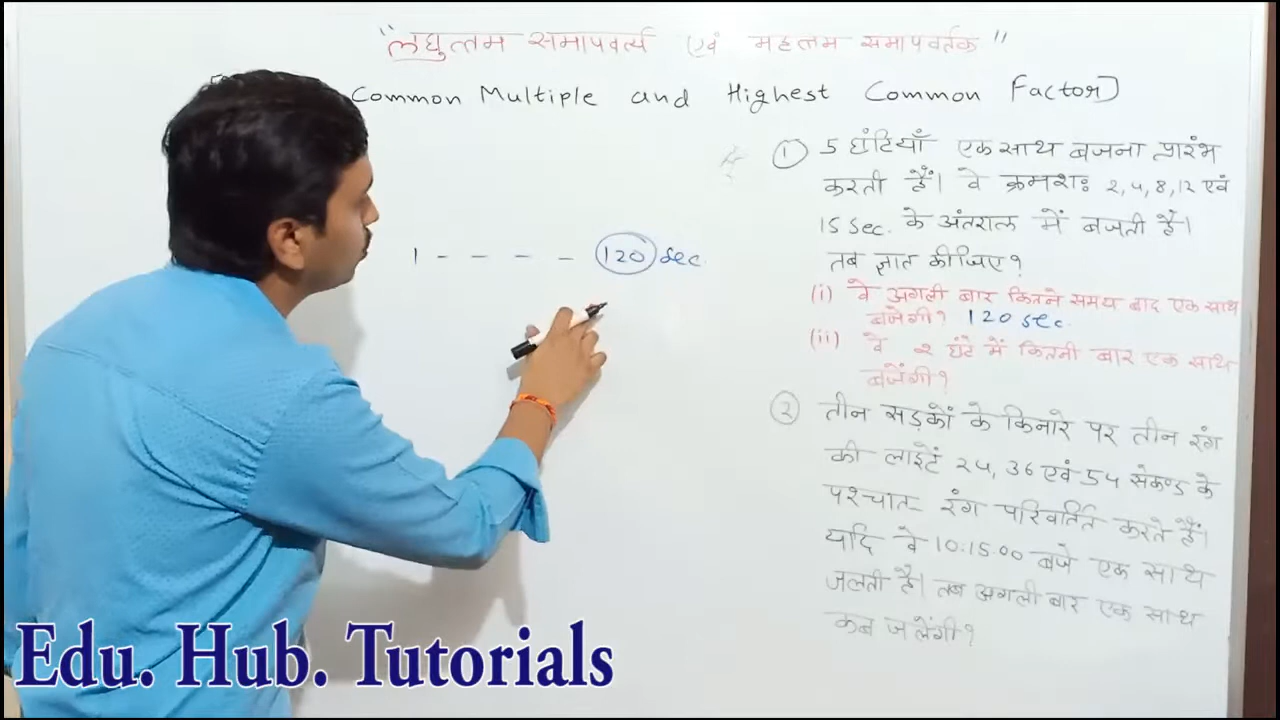 "लघुत्तम समापवर्त्य एवं महत्तम समापवर्तक"
Common Multiple and Highest Common Factor]
① 5 घंटियाँ एक साथ बजना प्रारंभ
करती हैं। वे क्रमशः 2, 4, 8, 12 एवं
15 Sec. के अंतराल में बजती हैं।
तब ज्ञात कीजिए?
(i) वे अगली बार कितने समय बाद एक साथ
बजेगी? 120 sec.
(ii) वे २ घंटे में कितनी बार एक साथ
बजेंगी?
② तीन सड़कों के किनारे पर तीन रंग
की लाइटें 24, 36 एवं 54 सेकण्ड के
पश्चात रंग परिवर्तित करते हैं।
यदि वे 10:15:00 बजे एक साथ
जलती है। तब अगली बार एक साथ
कब जलेंगी?
1 - - - - 120 sec.
Edu. Hub. Tutorials